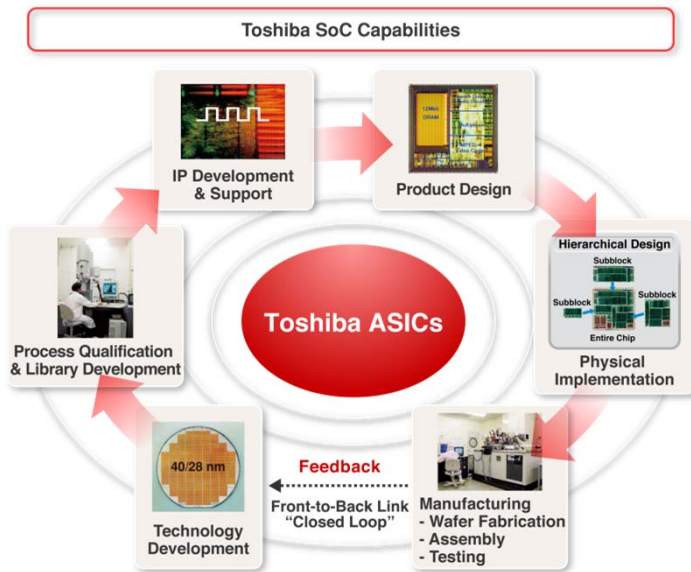 Toshiba SoC Capabilities
IP Development
& Support
12Mbit
DRAM
Product Design
Hierarchical Design
Subblock
Subblock
Subblock
Entire Chip
Physical
Implementation
Toshiba ASICs
Process Qualification
& Library Development
40/28 nm
Technology
Development
Feedback
Front-to-Back Link
“Closed Loop”
Manufacturing
- Wafer Fabrication
- Assembly
- Testing